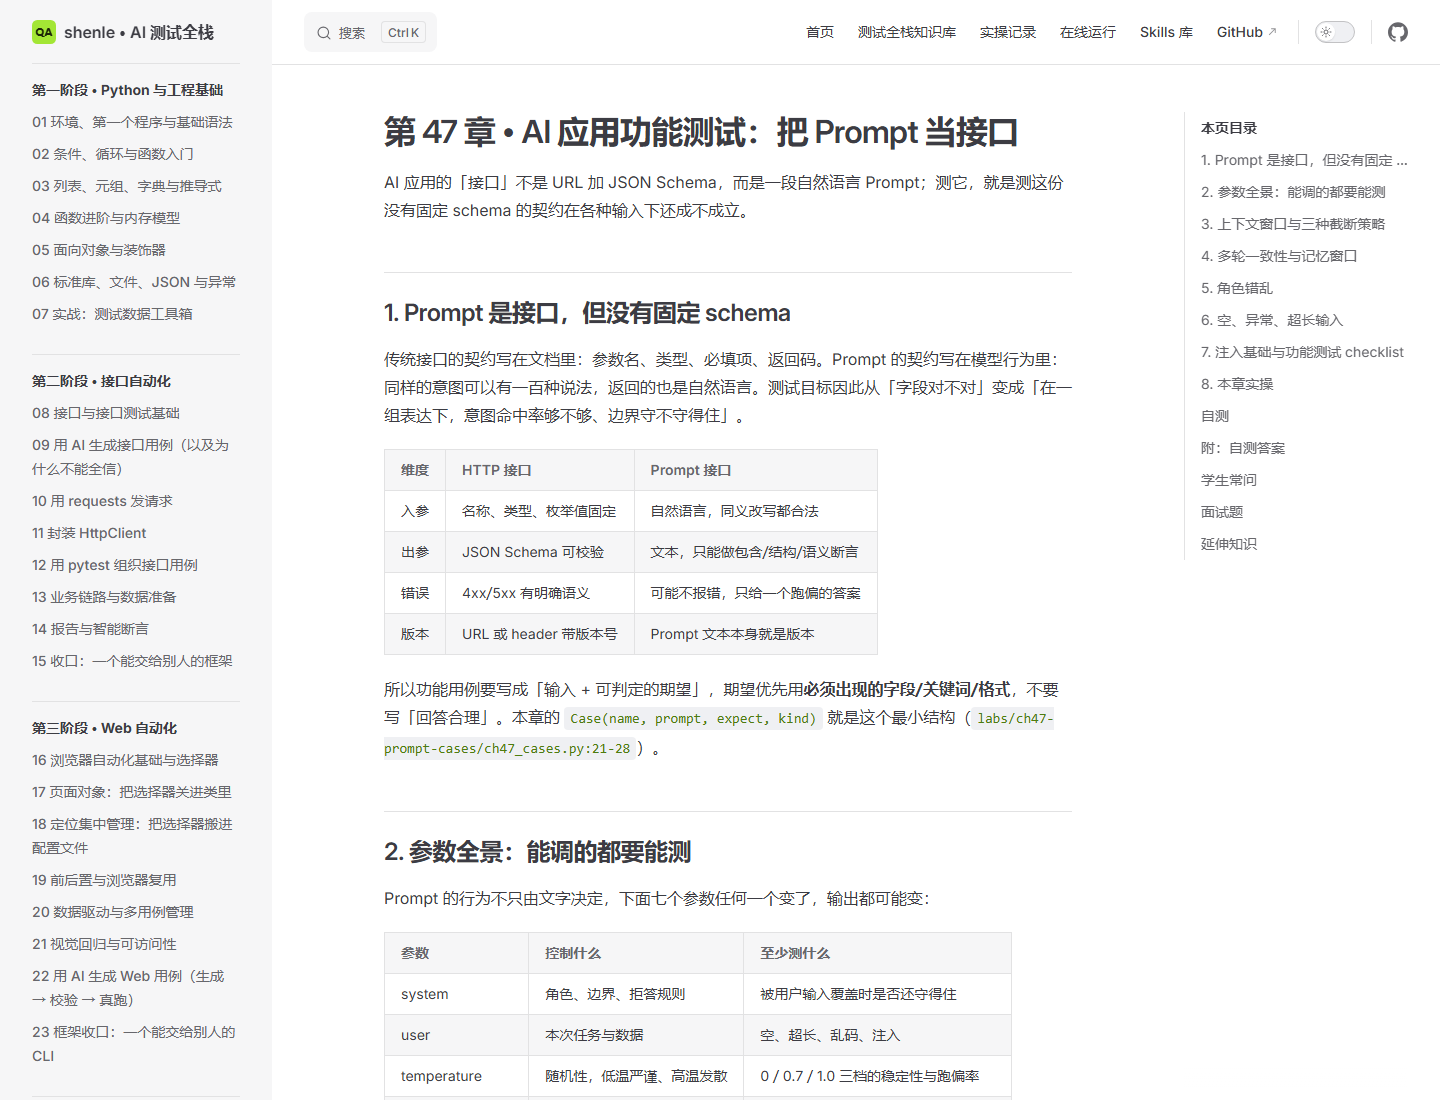 QA shenle • AI 测试全栈
第一阶段 • Python 与工程基础
01 环境、第一个程序与基础语法
02 条件、循环与函数入门
03 列表、元组、字典与推导式
04 函数进阶与内存模型
05 面向对象与装饰器
06 标准库、文件、JSON 与异常
07 实战：测试数据工具箱
第二阶段 • 接口自动化
08 接口与接口测试基础
09 用 AI 生成接口用例（以及为
什么不能全信）
10 用 requests 发请求
11 封装 HttpClient
12 用 pytest 组织接口用例
13 业务链路与数据准备
14 报告与智能断言
15 收口：一个能交给别人的框架
第三阶段 • Web 自动化
16 浏览器自动化基础与选择器
17 页面对象：把选择器关进类里
18 定位集中管理：把选择器搬进
配置文件
19 前后置与浏览器复用
20 数据驱动与多用例管理
21 视觉回归与可访问性
22 用 AI 生成 Web 用例（生成
→ 校验 → 真跑）
23 框架收口：一个能交给别人的
CLI
搜索 Ctrl K
首页 测试全栈知识库 实操记录 在线运行 Skills 库 GitHub ↗
第 47 章 • AI 应用功能测试：把 Prompt 当接口
AI 应用的「接口」不是 URL 加 JSON Schema，而是一段自然语言 Prompt；测它，就是测这份
没有固定 schema 的契约在各种输入下还成不成立。
1. Prompt 是接口，但没有固定 schema
传统接口的契约写在文档里：参数名、类型、必填项、返回码。Prompt 的契约写在模型行为里：
同样的意图可以有一百种说法，返回的也是自然语言。测试目标因此从「字段对不对」变成「在一
组表达下，意图命中率够不够、边界守不守得住」。
维度 HTTP 接口 Prompt 接口
入参 名称、类型、枚举值固定 自然语言，同义改写都合法
出参 JSON Schema 可校验 文本，只能做包含/结构/语义断言
错误 4xx/5xx 有明确语义 可能不报错，只给一个跑偏的答案
版本 URL 或 header 带版本号 Prompt 文本本身就是版本
所以功能用例要写成「输入 + 可判定的期望」，期望优先用必须出现的字段/关键词/格式，不要
写「回答合理」。本章的 Case(name, prompt, expect, kind) 就是这个最小结构（labs/ch47-
prompt-cases/ch47_cases.py:21-28）。
2. 参数全景：能调的都要能测
Prompt 的行为不只由文字决定，下面七个参数任何一个变了，输出都可能变：
参数 控制什么 至少测什么
system 角色、边界、拒答规则 被用户输入覆盖时是否还守得住
user 本次任务与数据 空、超长、乱码、注入
temperature 随机性，低温严谨、高温发散 0 / 0.7 / 1.0 三档的稳定性与跑偏率
本页目录
1. Prompt 是接口，但没有固定 ...
2. 参数全景：能调的都要能测
3. 上下文窗口与三种截断策略
4. 多轮一致性与记忆窗口
5. 角色错乱
6. 空、异常、超长输入
7. 注入基础与功能测试 checklist
8. 本章实操
自测
附：自测答案
学生常问
面试题
延伸知识